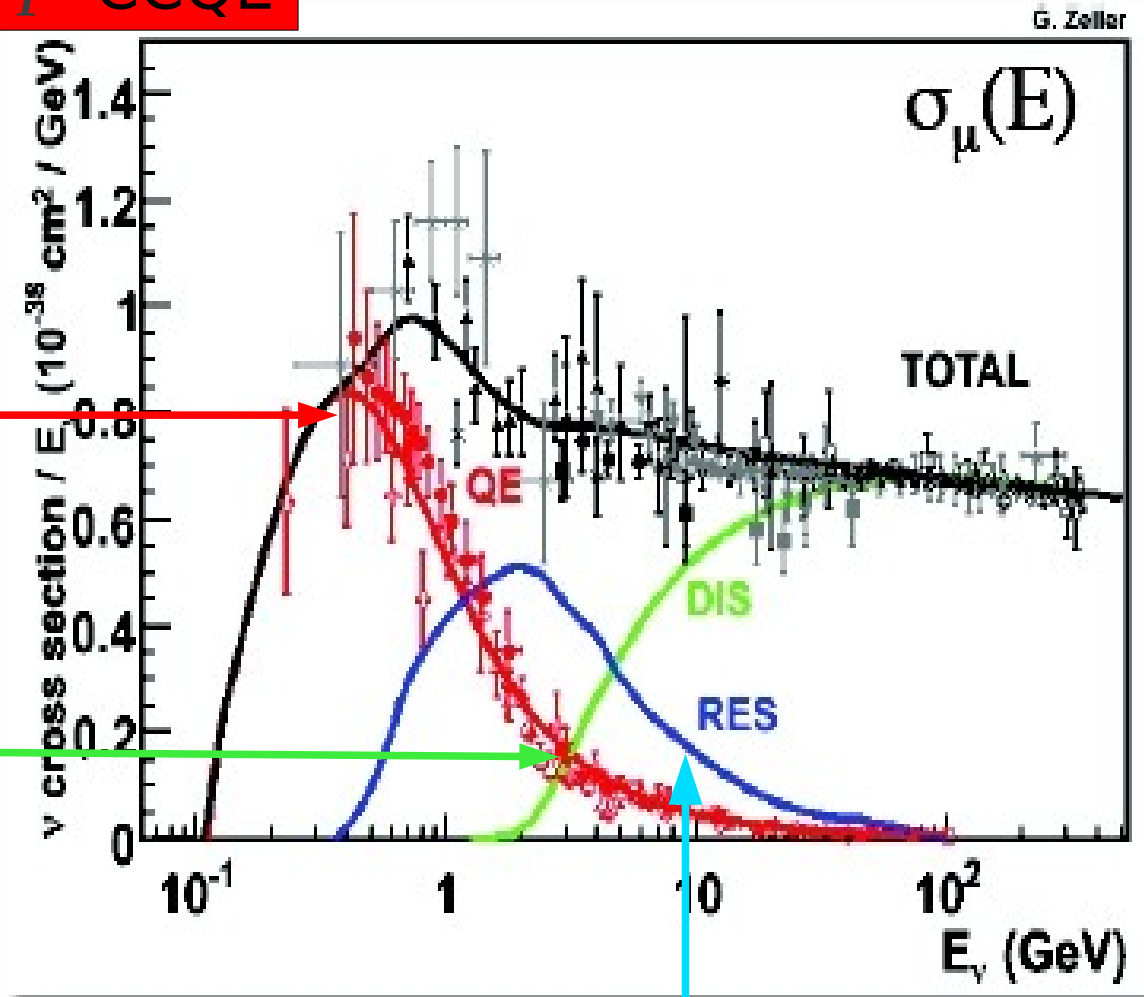 CCQE
G. Zeller
σμ(E)
ν cross section / E (10⁻³⁸ cm² / GeV)
1.4
1.2
1
0.8
0.6
0.4
0.2
0
TOTAL
QE
DIS
RES
10⁻¹
1
10
10²
Eν (GeV)